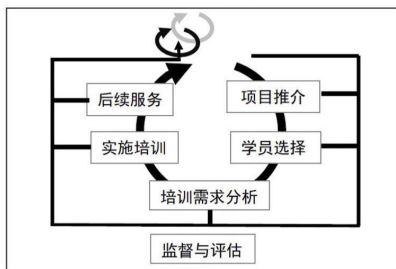 后续服务
项目推介
实施培训
学员选择
培训需求分析
监督与评估